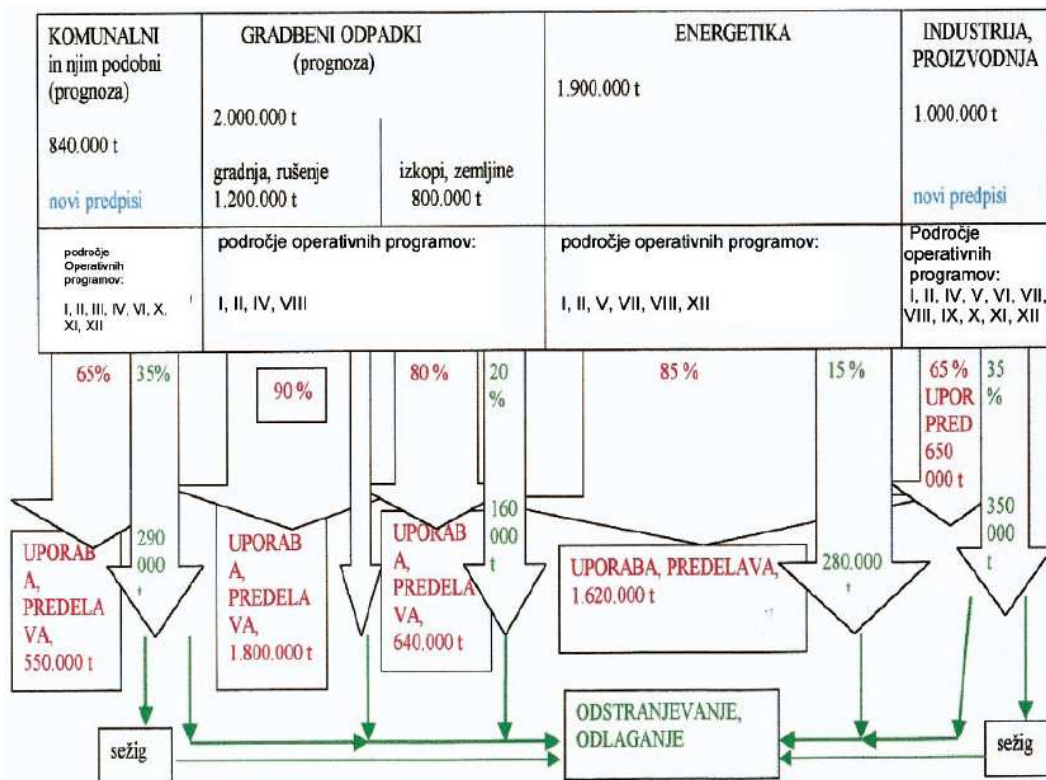 KOMUNALNI
in njim podobni
(prognoza)
840.000 t
novi predpisi
GRADBENI ODPADKI
(prognoza)
2.000.000 t
gradnja, rušenje
1.200.000 t
izkopi, zemljine
800.000 t
ENERGETIKA
1.900.000 t
INDUSTRIJA,
PROIZVODNJA
1.000.000 t
novi predpisi
področje
Operativnih
programov:
I, II, III, IV, VI, X,
XI, XII
področje operativnih programov:
I, II, IV, VIII
področje operativnih programov:
I, II, V, VII, VIII, XII
Področje
operativnih
programov:
I, II, IV, V, VI, VII,
VIII, IX, X, XI, XII
65%
35%
90 %
80 %
20
%
85 %
15 %
65 %
UPOR
PRED
650
000 t
35
%
290
000
t
160
000
t
280.000
t
350
000
t
UPORAB
A,
PREDELA
VA,
550.000 t
UPORAB
A,
PREDELA
VA,
1.800.000 t
UPORAB
A,
PREDELA
VA,
640.000 t
UPORABA, PREDELAVA,
1.620.000 t
sežig
ODSTRANJEVANJE,
ODLAGANJE
sežig